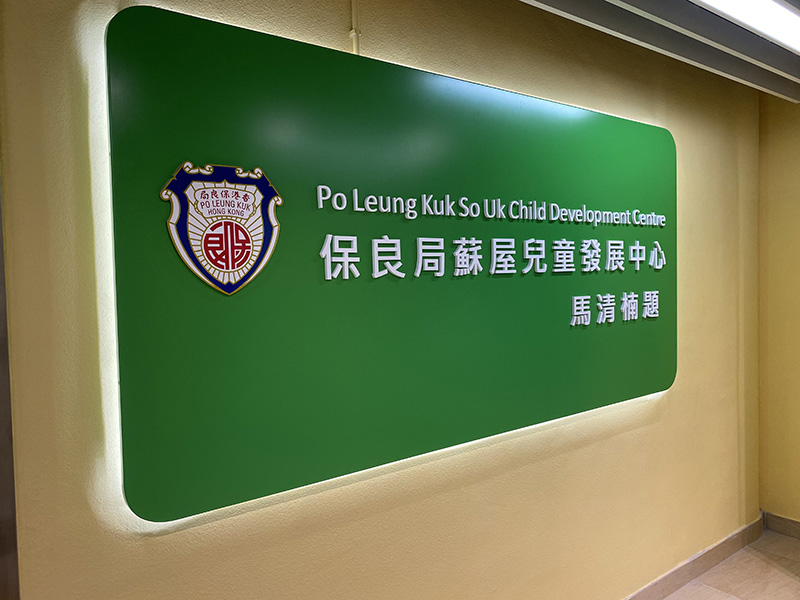 局良保港香
PO LEUNG KUK
HONG KONG
Po Leung Kuk So Uk Child Development Centre
保良局蘇屋兒童發展中心
馬清楠題